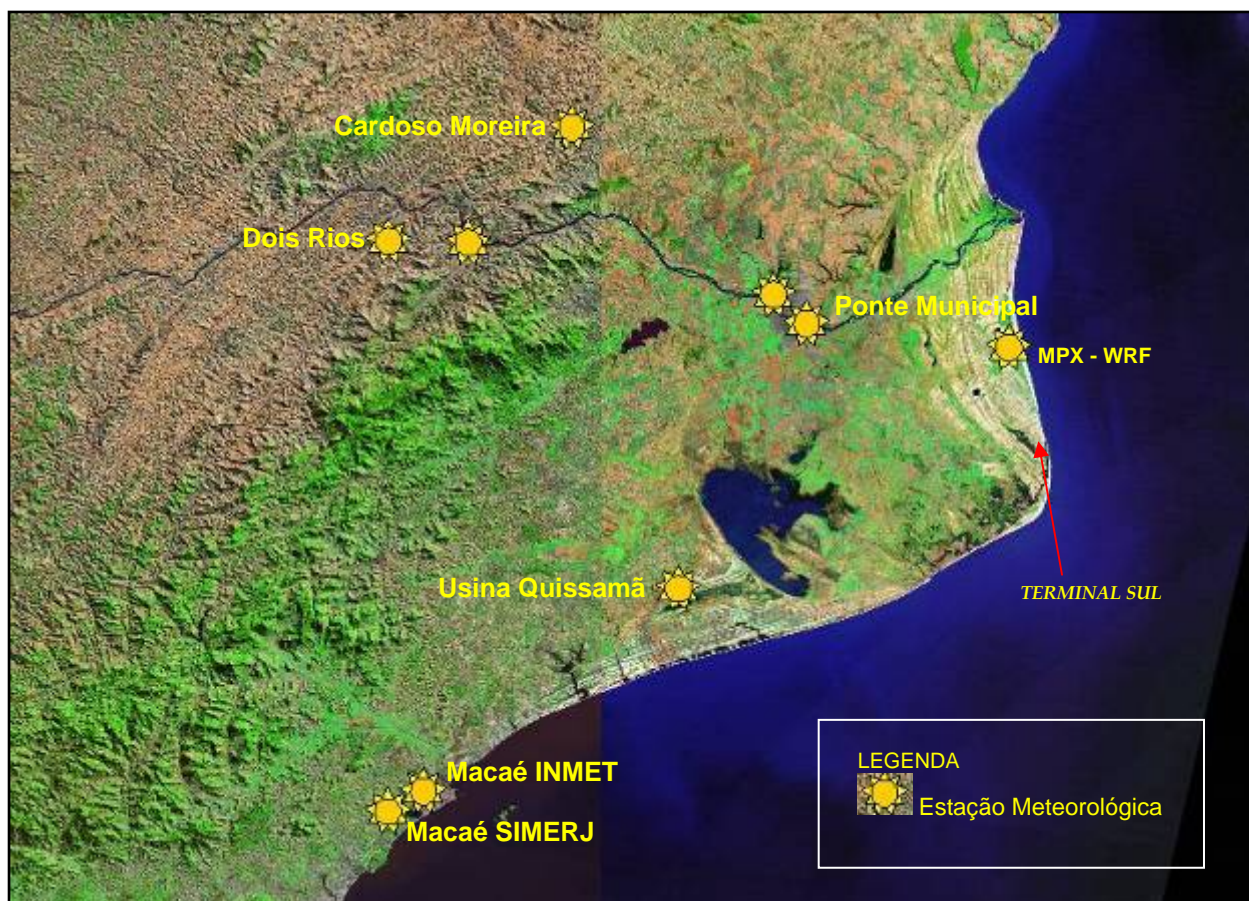 Cardoso Moreira
Dois Rios
Ponte Municipal
MPX - WRF
Usina Quissamã
TERMINAL SUL
Macaé INMET
Macaé SIMERJ
LEGENDA
Estação Meteorológica